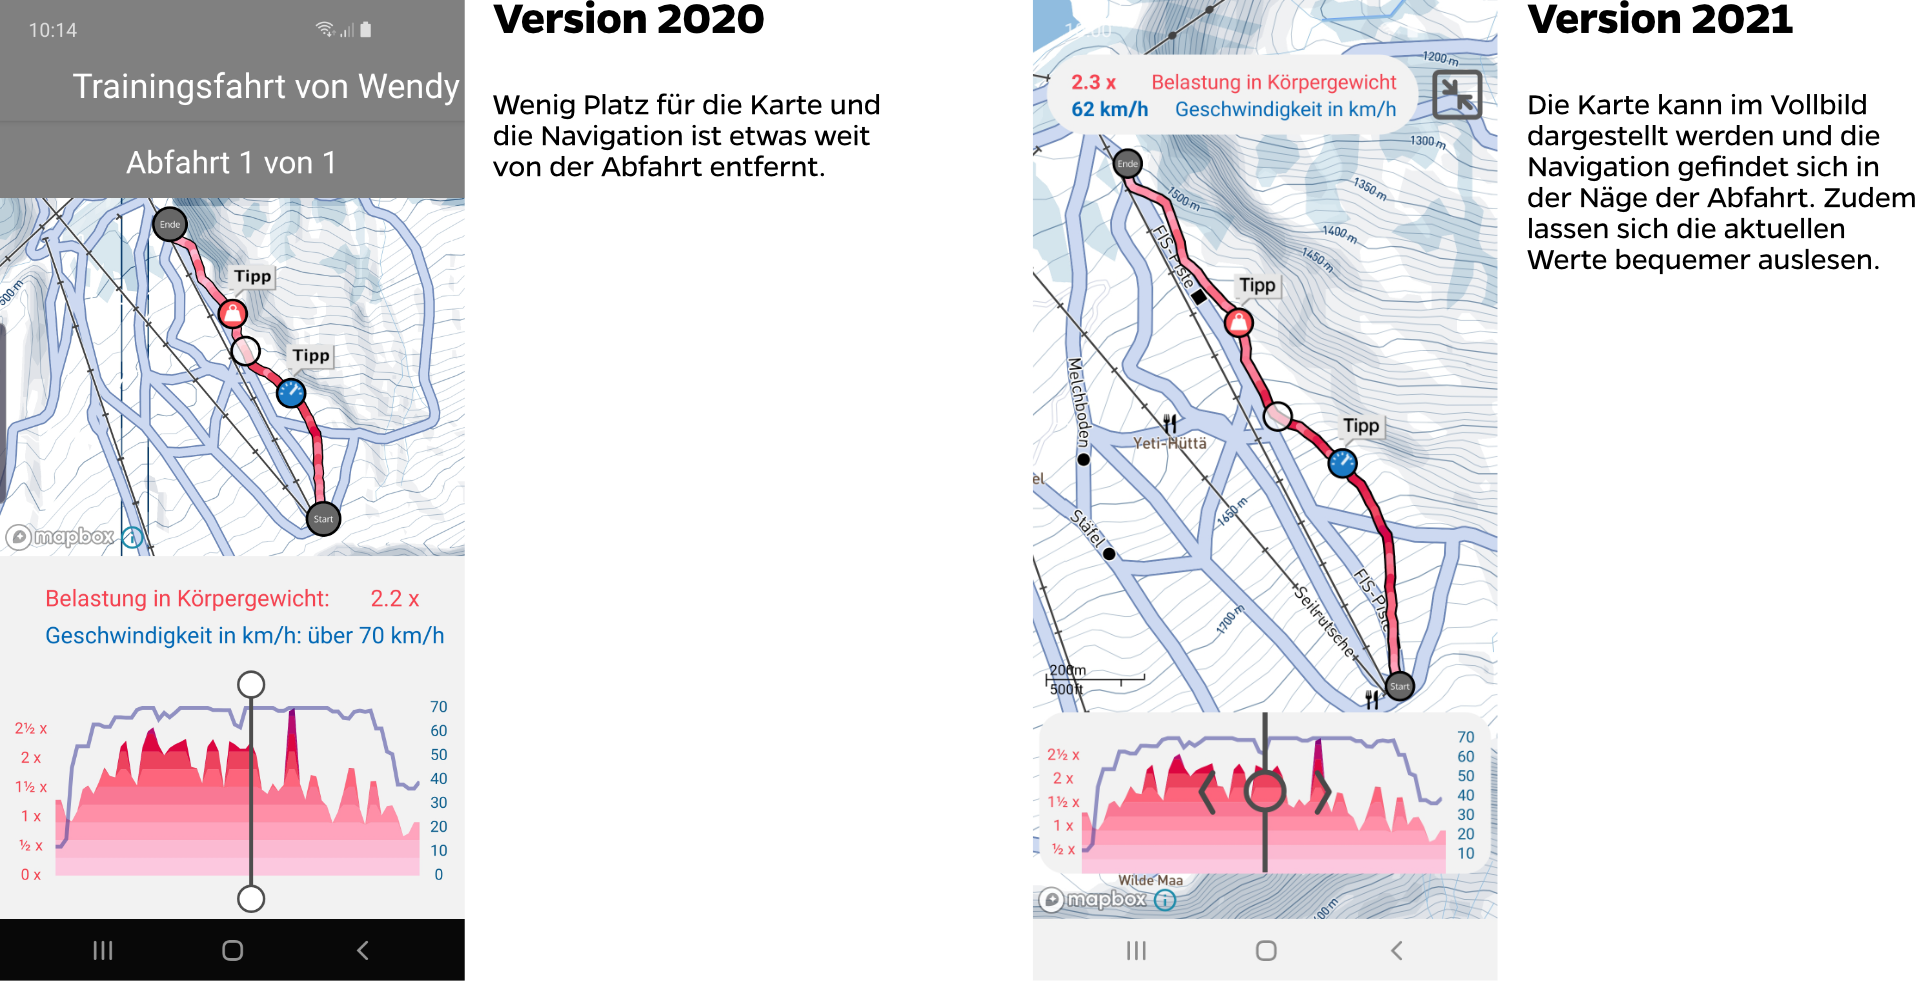 10:14
Trainingsfahrt von Wendy
Abfahrt 1 von 1
Ende
Tipp
500 m
Tipp
Start
mapbox
Belastung in Körpergewicht: 2.2 x
Geschwindigkeit in km/h: über 70 km/h
2½ x
2 x
1½ x
1 x
½ x
0 x
70
60
50
40
30
20
10
0
Version 2020
Wenig Platz für die Karte und
die Navigation ist etwas weit
von der Abfahrt entfernt.
2.3 x Belastung in Körpergewicht
62 km/h Geschwindigkeit in km/h
1200 m
1300 m
Ende
1350 m
1500 m
1400 m
1450 m
FIS-Piste
Tipp
Melchboden
Yeti-Hüttä
Tipp
el
Stäfel
1650 m
FIS-Piste
Seilrutsche
1700 m
200m
500ft
Start
2½ x
2 x
1½ x
1 x
½ x
70
60
50
40
30
20
10
Wilde Maa
mapbox
00 m
Version 2021
Die Karte kann im Vollbild
dargestellt werden und die
Navigation gefindet sich in
der Näge der Abfahrt. Zudem
lassen sich die aktuellen
Werte bequemer auslesen.